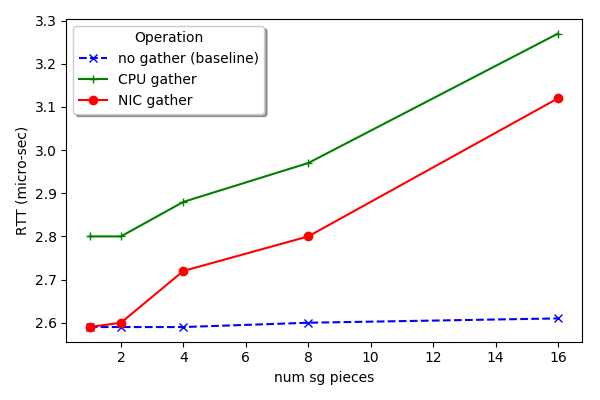 3.3
3.2
3.1
3.0
2.9
2.8
2.7
2.6
RTT (micro-sec)
Operation
no gather (baseline)
CPU gather
NIC gather
2 4 6 8 10 12 14 16
num sg pieces